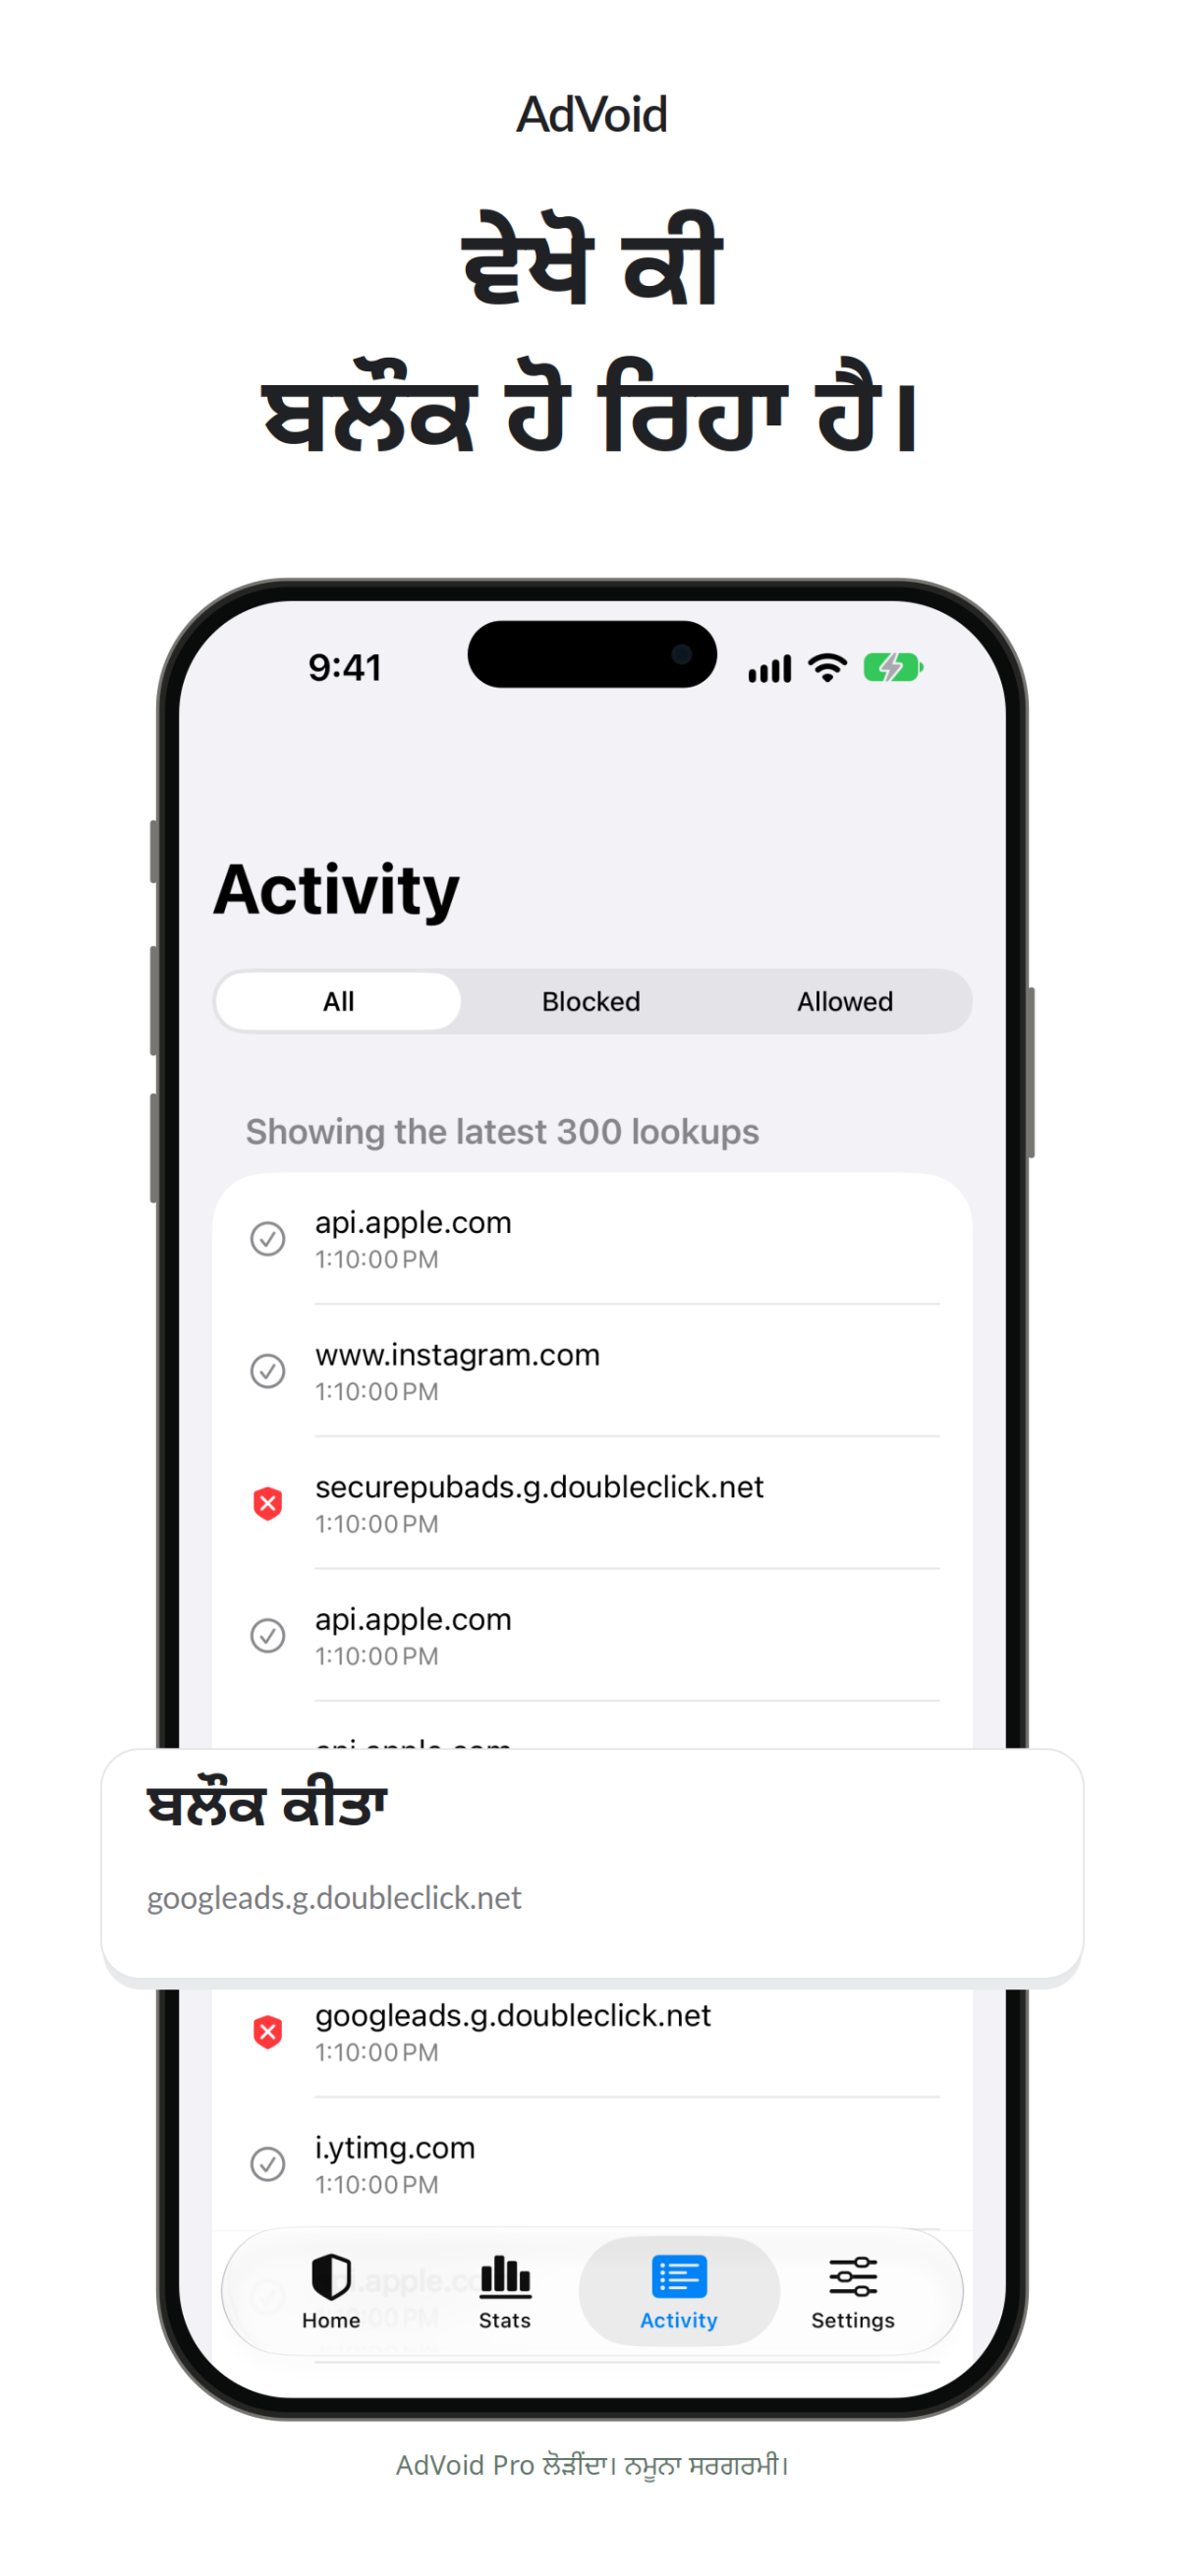 AdVoid
ਵੇਖੋ ਕੀ
ਬਲੌਕ ਹੋ ਰਿਹਾ ਹੈ।
9:41
Activity
All Blocked Allowed
Showing the latest 300 lookups
api.apple.com
1:10:00 PM
www.instagram.com
1:10:00 PM
securepubads.g.doubleclick.net
1:10:00 PM
api.apple.com
1:10:00 PM
api.apple.com
ਬਲੌਕ ਕੀਤਾ
googleads.g.doubleclick.net
googleads.g.doubleclick.net
1:10:00 PM
i.ytimg.com
1:10:00 PM
Home Stats Activity Settings
AdVoid Pro ਲੋੜੀਂਦਾ। ਨਮੂਨਾ ਸਰਗਰਮੀ।